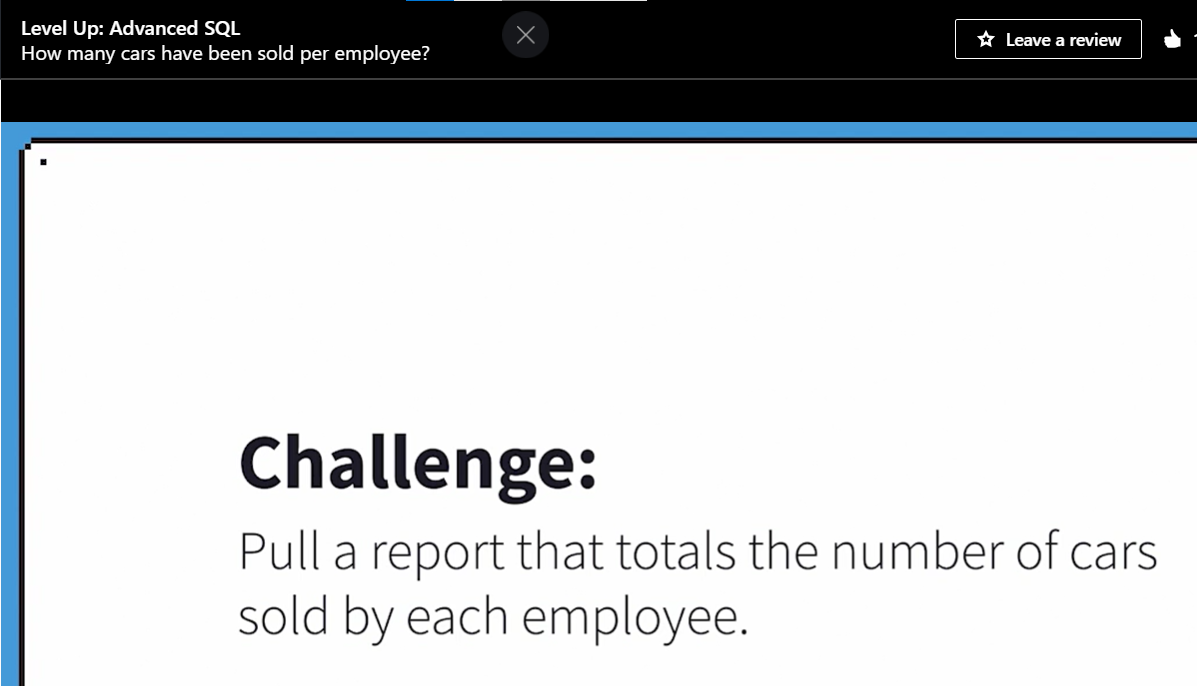 Level Up: Advanced SQL
How many cars have been sold per employee?
Leave a review
Challenge:
Pull a report that totals the number of cars
sold by each employee.